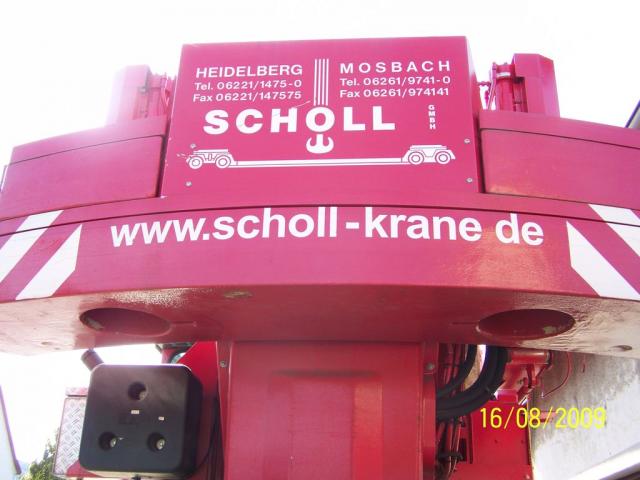 HEIDELBERG
Tel. 06221/1475-0
Fax 06221/147575
MOSBACH
Tel. 06261/9741-0
Fax 06261/974141
SCHOLL GMBH
www.scholl-krane de
16/08/2009